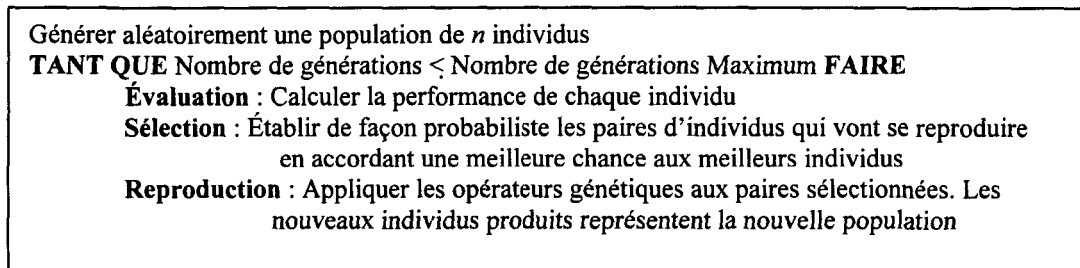 Générer aléatoirement une population de n individus
TANT QUE Nombre de générations < Nombre de générations Maximum FAIRE
Évaluation : Calculer la performance de chaque individu
Sélection : Établir de façon probabiliste les paires d'individus qui vont se reproduire
en accordant une meilleure chance aux meilleurs individus
Reproduction : Appliquer les opérateurs génétiques aux paires sélectionnées. Les
nouveaux individus produits représentent la nouvelle population